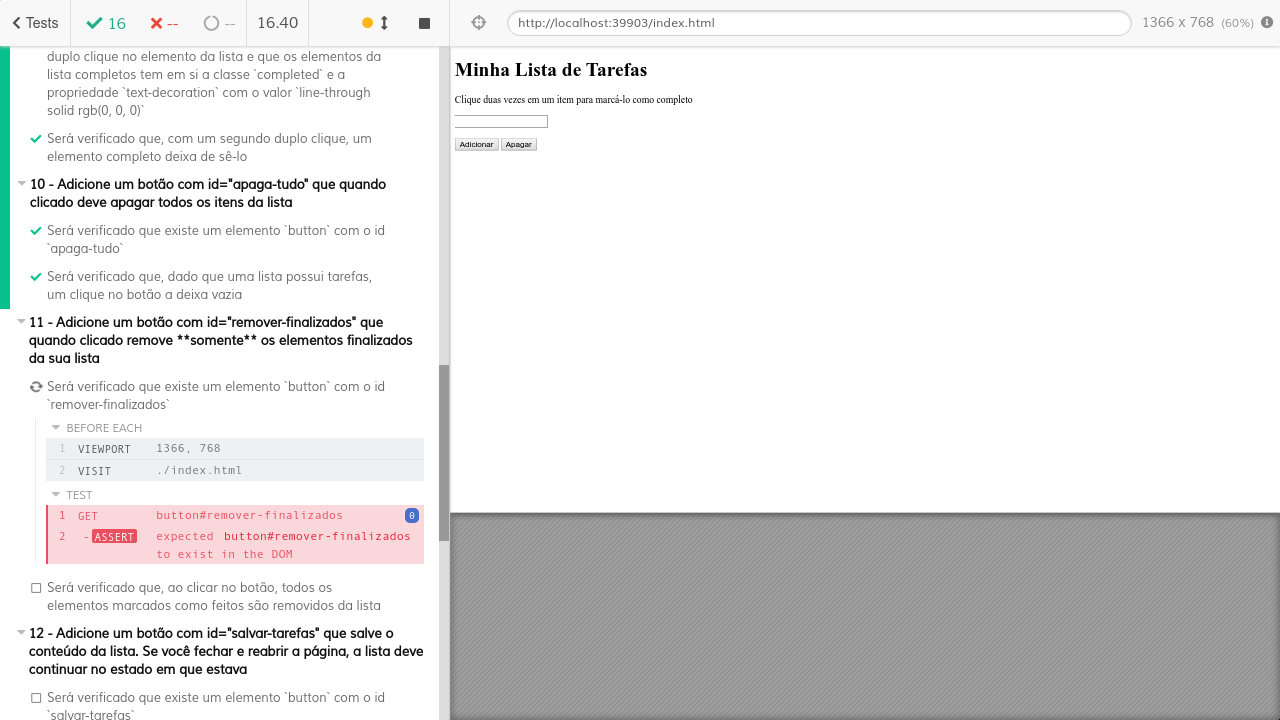 Tests
16
--
--
16.40
http://localhost:39903/index.html
1366 x 768 (60%)
duplo clique no elemento da lista e que os elementos da
lista completos tem em si a classe `completed` e a
propriedade `text-decoration` com o valor `line-through
solid rgb(0, 0, 0)`
Será verificado que, com um segundo duplo clique, um
elemento completo deixa de sê-lo
10 - Adicione um botão com id="apaga-tudo" que quando
clicado deve apagar todos os itens da lista
Será verificado que existe um elemento `button` com o id
`apaga-tudo`
Será verificado que, dado que uma lista possui tarefas,
um clique no botão a deixa vazia
11 - Adicione um botão com id="remover-finalizados" que
quando clicado remove **somente** os elementos finalizados
da sua lista
Será verificado que existe um elemento `button` com o id
`remover-finalizados`
BEFORE EACH
1 VIEWPORT 1366, 768
2 VISIT ./index.html
TEST
1 GET button#remover-finalizados 0
2 - ASSERT expected button#remover-finalizados
to exist in the DOM
Será verificado que, ao clicar no botão, todos os
elementos marcados como feitos são removidos da lista
12 - Adicione um botão com id="salvar-tarefas" que salve o
conteúdo da lista. Se você fechar e reabrir a página, a lista deve
continuar no estado em que estava
Será verificado que existe um elemento `button` com o id
`salvar-tarefas`
Minha Lista de Tarefas
Clique duas vezes em um item para marcá-lo como completo
Adicionar Apagar